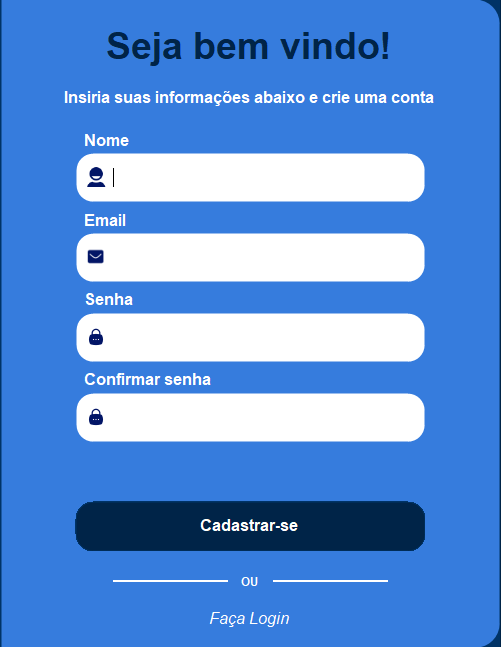 Seja bem vindo!
Insiria suas informações abaixo e crie uma conta
Nome
Email
Senha
Confirmar senha
Cadastrar-se
ou
Faça Login